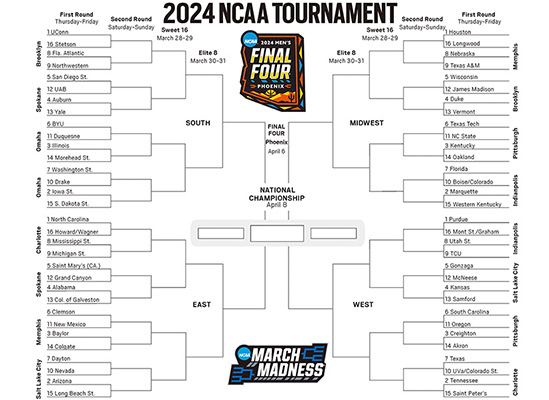 2024 NCAA TOURNAMENT
First Round
Thursday-Friday
Second Round
Saturday-Sunday
Sweet 16
March 28-29
Elite 8
March 30-31
Elite 8
March 30-31
Sweet 16
March 28-29
Second Round
Saturday-Sunday
First Round
Thursday-Friday
NCAA
2024 MEN'S
FINAL
FOUR
PHOENIX
Brooklyn
1 UConn
16 Stetson
8 Fla. Atlantic
9 Northwestern
Spokane
5 San Diego St.
12 UAB
4 Auburn
13 Yale
SOUTH
Omaha
6 BYU
11 Duquesne
3 Illinois
14 Morehead St.
Omaha
7 Washington St.
10 Drake
2 Iowa St.
15 S. Dakota St.
Charlotte
1 North Carolina
16 Howard/Wagner
8 Mississippi St.
9 Michigan St.
Spokane
5 Saint Mary's (CA.)
12 Grand Canyon
4 Alabama
13 Col. of Galveston
EAST
Memphis
6 Clemson
11 New Mexico
3 Baylor
14 Colgate
Salt Lake City
7 Dayton
10 Nevada
2 Arizona
15 Long Beach St.
FINAL
FOUR
Phoenix
April 6
NATIONAL
CHAMPIONSHIP
April 8
Memphis
1 Houston
16 Longwood
8 Nebraska
9 Texas A&M
Brooklyn
5 Wisconsin
12 James Madison
4 Duke
13 Vermont
MIDWEST
Pittsburgh
6 Texas Tech
11 NC State
3 Kentucky
14 Oakland
Indianpolis
7 Florida
10 Boise/Colorado
2 Marquette
15 Western Kentucky
Indianpolis
1 Purdue
16 Mont St./Graham
8 Utah St.
9 TCU
Salt Lake City
5 Gonzaga
12 McNeese
4 Kansas
13 Samford
WEST
Pittsburgh
6 South Carolina
11 Oregon
3 Creighton
14 Akron
Charlotte
7 Texas
10 UVa/Colorado St.
2 Tennessee
15 Saint Peter's
NCAA
MARCH
MADNESS